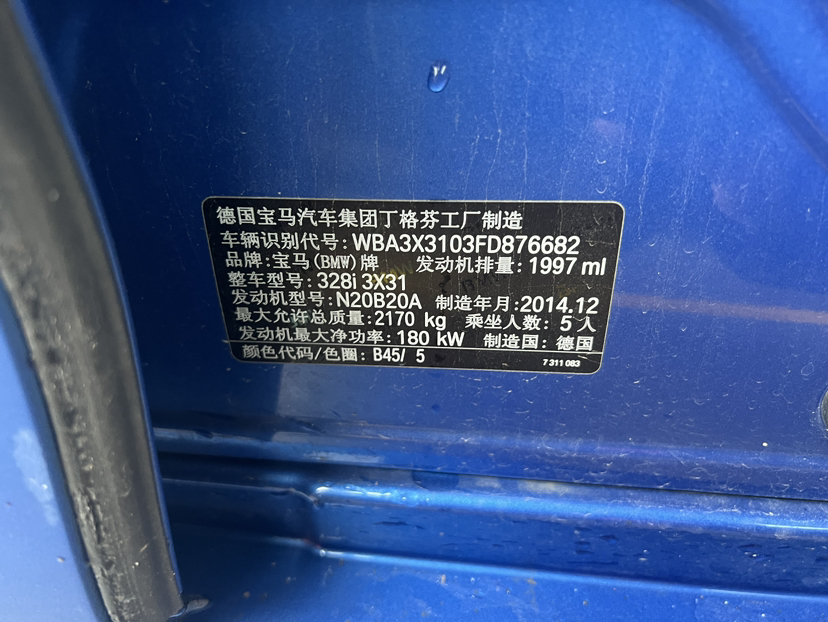 德国宝马汽车集团丁格芬工厂制造
车辆识别代号: WBA3X3103FD876682
品牌: 宝马(BMW)牌 发动机排量: 1997 ml
整车型号: 328i 3X31
发动机型号: N20B20A 制造年月: 2014.12
最大允许总质量: 2170 kg 乘坐人数: 5 人
发动机最大净功率: 180 kW 制造国: 德国
颜色代码/色圈: B45/ 5
7 311 083